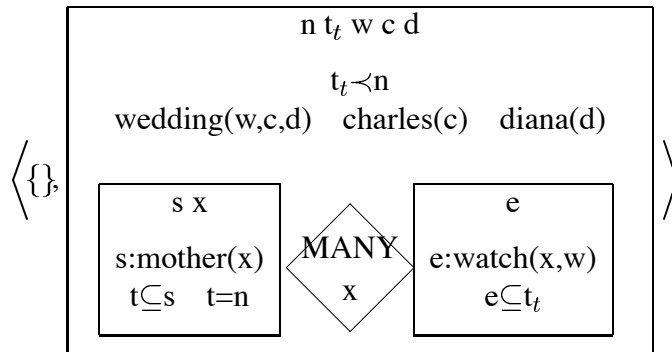 n t_t w c d
t_t≺n
wedding(w,c,d) charles(c) diana(d)
⟨{},
⟩
s x
s:mother(x)
t⊆s t=n
MANY
x
e
e:watch(x,w)
e⊆t_t